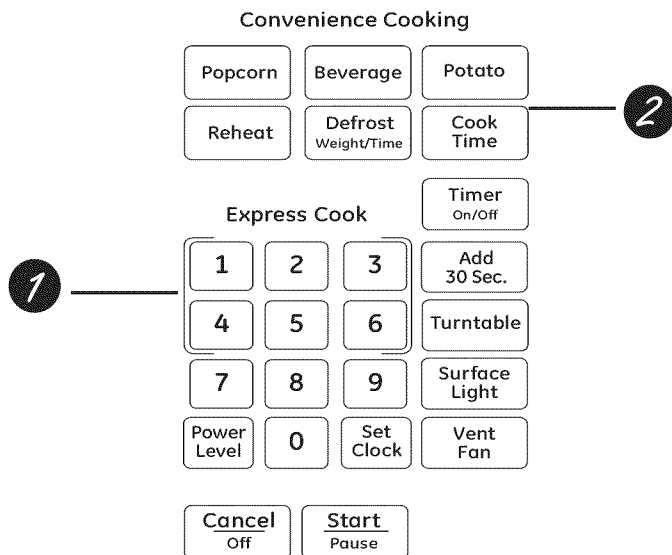 Convenience Cooking
Popcorn
Beverage
Potato
Reheat
Defrost
Weight/Time
Cook
Time
2
Timer
On/Off
Express Cook
1
1
2
3
Add
30 Sec.
4
5
6
Turntable
7
8
9
Surface
Light
Power
Level
0
Set
Clock
Vent
Fan
Cancel
Off
Start
Pause